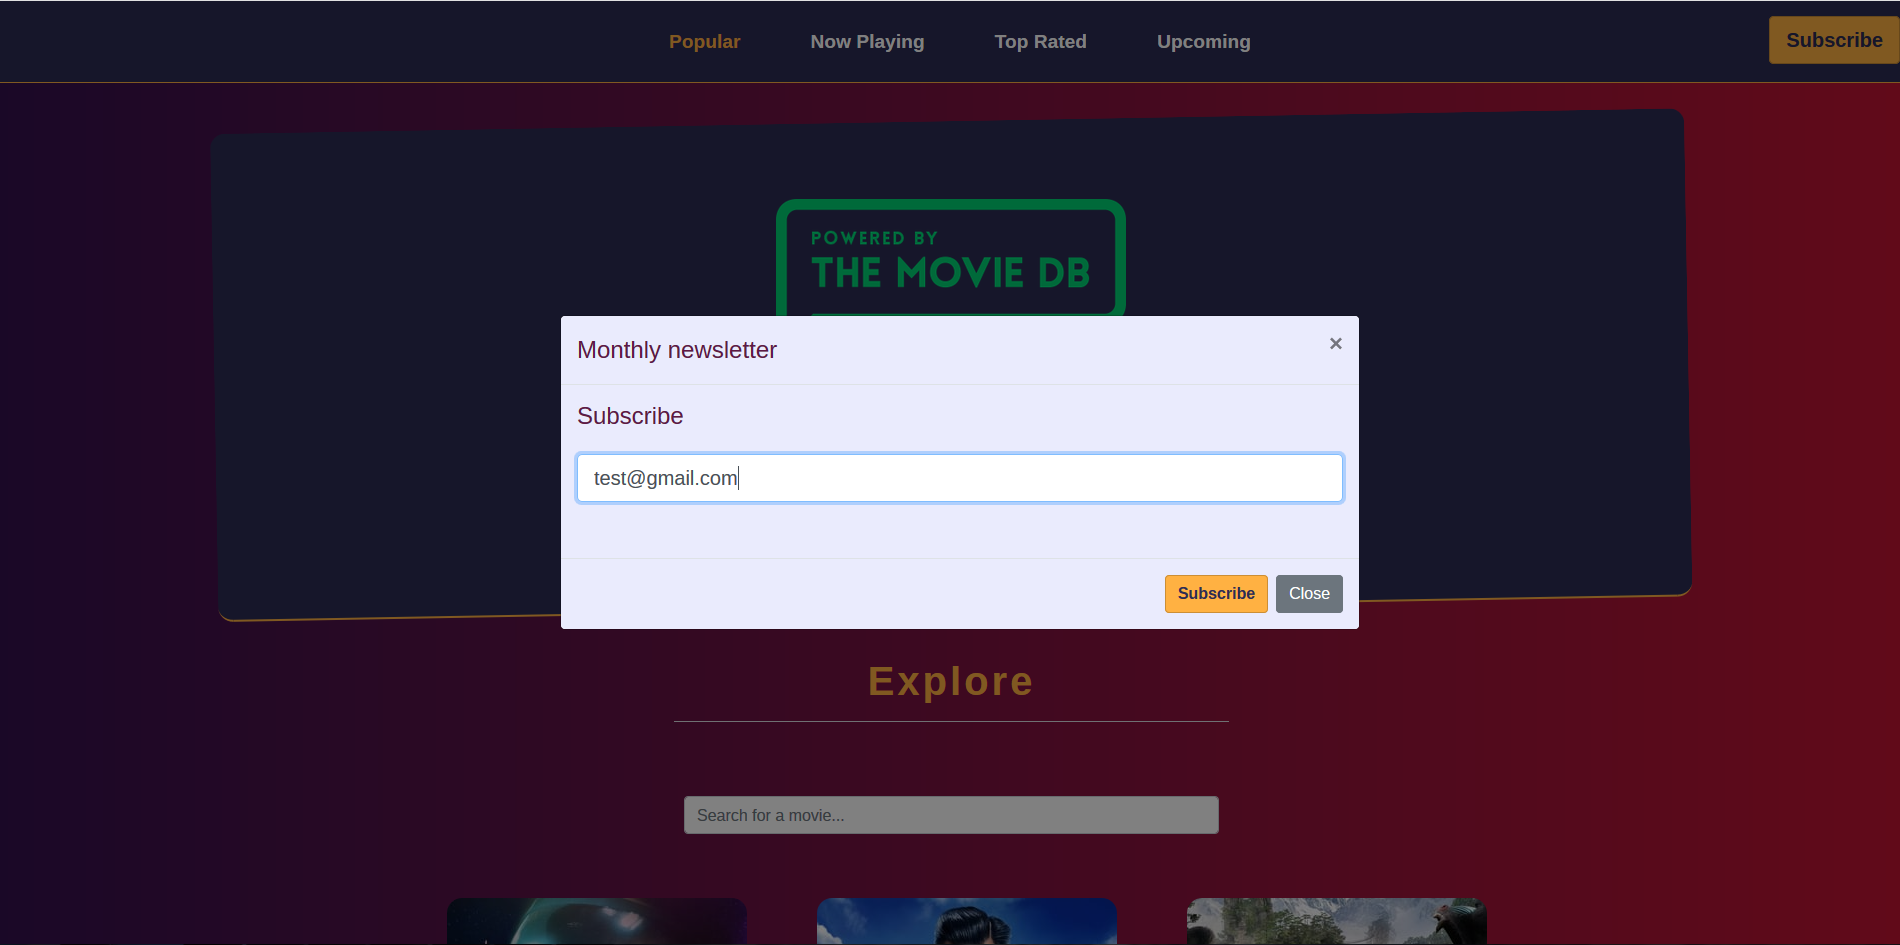 Popular
Now Playing
Top Rated
Upcoming
Subscribe
POWERED BY
THE MOVIE DB
Monthly newsletter
×
Subscribe
test@gmail.com
Subscribe
Close
Explore
Search for a movie...